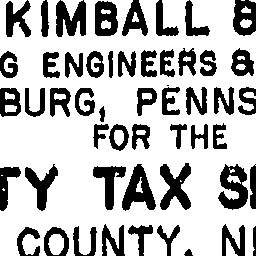 KIMBALL &
G ENGINEERS &
BURG, PENNS
FOR THE
TY TAX S
COUNTY, N